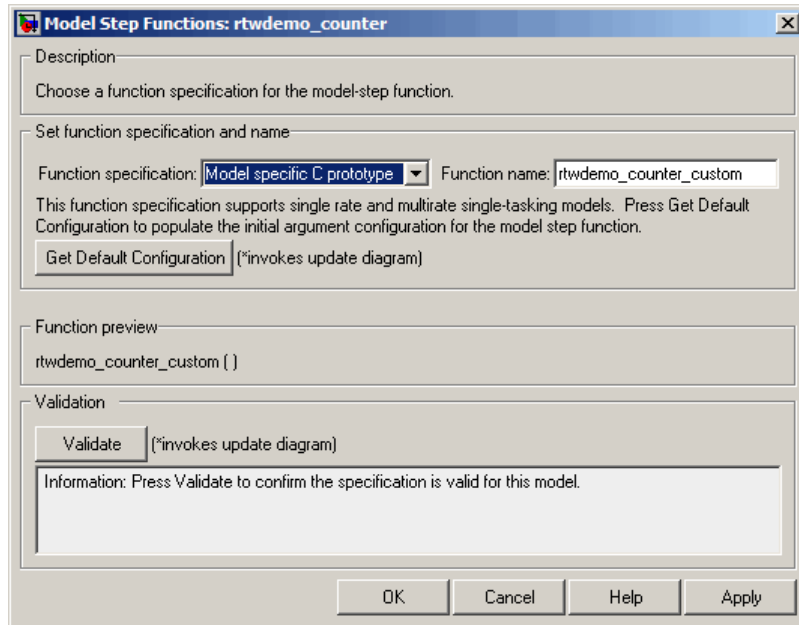 Model Step Functions: rtwdemo_counter
Description
Choose a function specification for the model-step function.
Set function specification and name
Function specification: Model specific C prototype Function name: rtwdemo_counter_custom
This function specification supports single rate and multirate single-tasking models. Press Get Default
Configuration to populate the initial argument configuration for the model step function.
Get Default Configuration (*invokes update diagram)
Function preview
rtwdemo_counter_custom ( )
Validation
Validate (*invokes update diagram)
Information: Press Validate to confirm the specification is valid for this model.
OK Cancel Help Apply